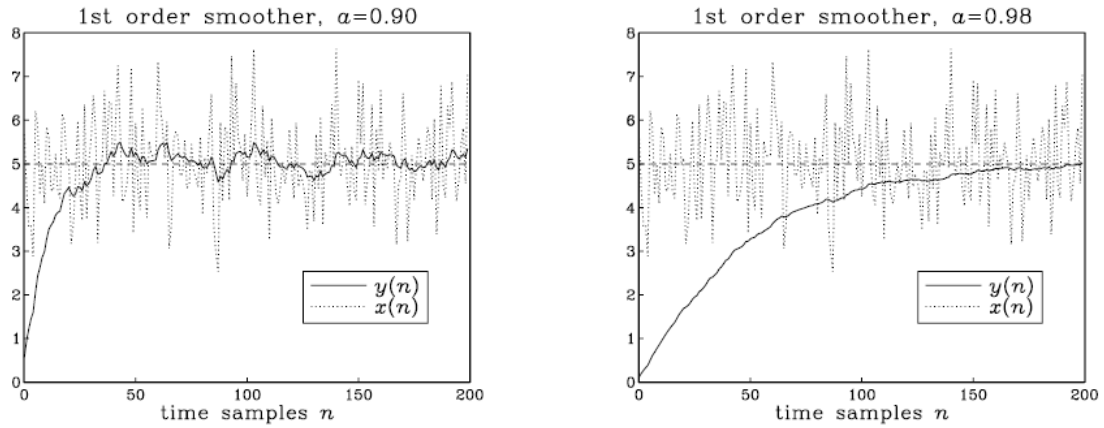 1st order smoother, a=0.90
8
7
6
5
4
3
2
1
0
y(n)
x(n)
0 50 100 150 200
time samples n
1st order smoother, a=0.98
8
7
6
5
4
3
2
1
0
y(n)
x(n)
0 50 100 150 200
time samples n